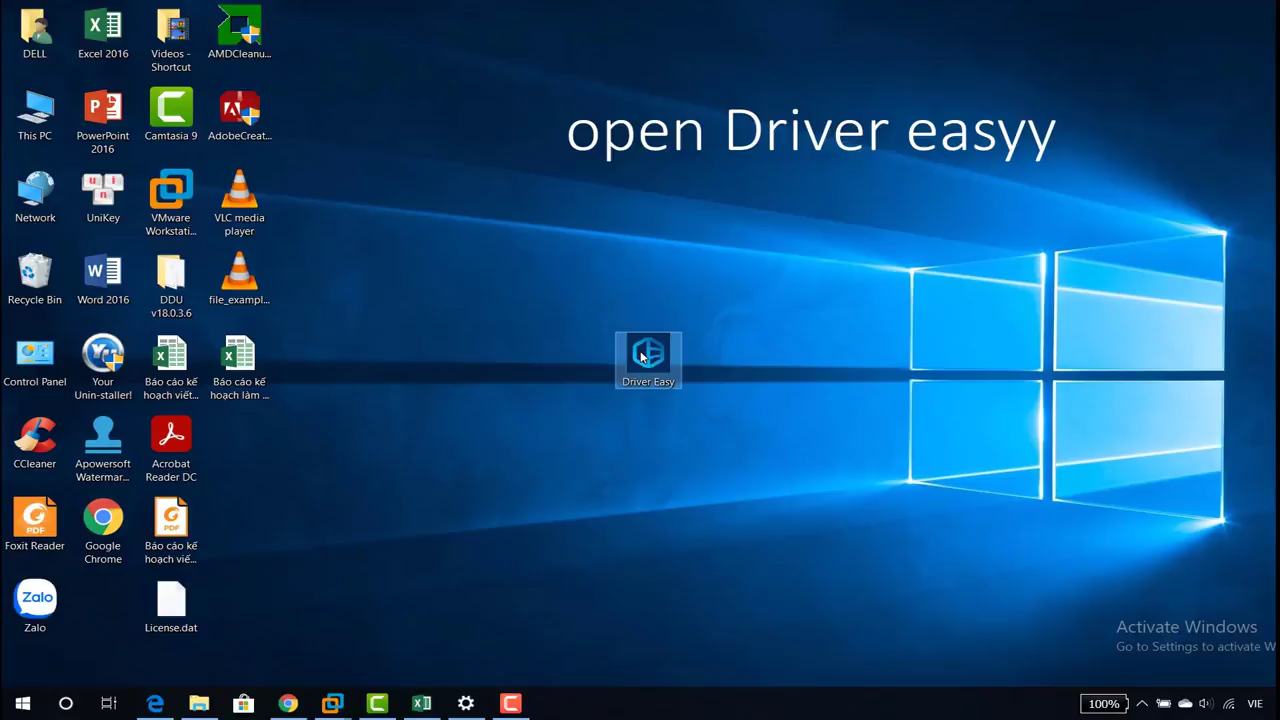 open Driver easyy
DELL
Excel 2016
Videos -
Shortcut
AMDCleanu...
This PC
PowerPoint
2016
Camtasia 9
AdobeCreat...
Network
UniKey
VMware
Workstati...
VLC media
player
Recycle Bin
Word 2016
DDU
v18.0.3.6
file_exampl...
Control Panel
Your
Unin-staller!
Báo cáo kế
hoạch viết...
Báo cáo kế
hoạch làm ...
Driver Easy
CCleaner
Apowersoft
Watermar...
Acrobat
Reader DC
Foxit Reader
Google
Chrome
Báo cáo kế
hoạch viế...
Zalo
Zalo
License.dat
Activate Windows
Go to Settings to activate W
100%
VIE